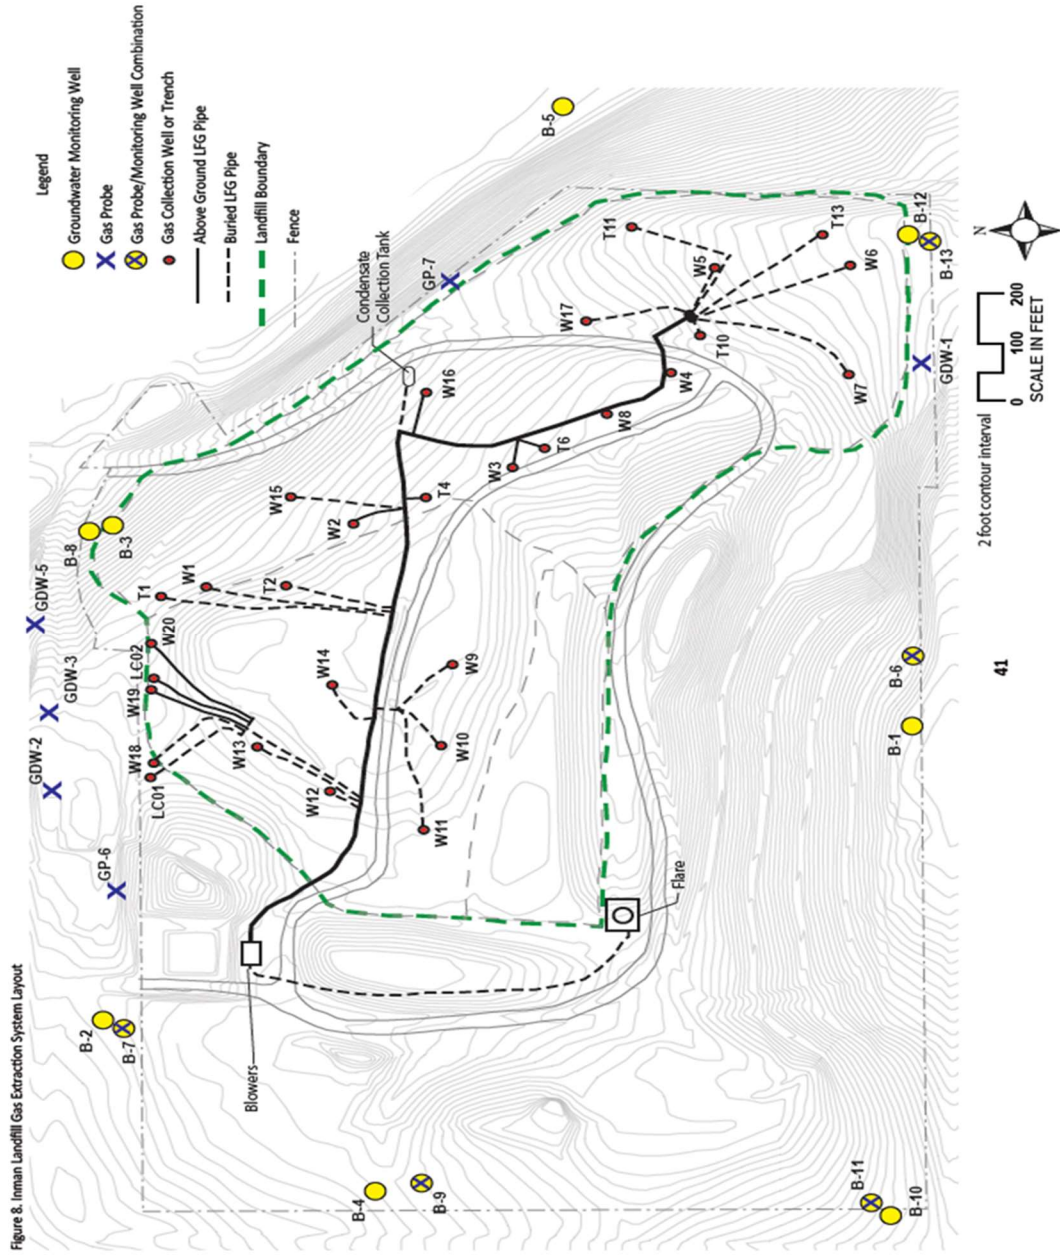 Figure 8. Inman Landfill Gas Extraction System Layout
Legend
Groundwater Monitoring Well
Gas Probe
Gas Probe/Monitoring Well Combination
Gas Collection Well or Trench
Above Ground LFG Pipe
Buried LFG Pipe
Landfill Boundary
Fence
B-2
B-7
GP-6
GDW-2
GDW-3
GDW-5
B-8
B-3
LC01
W18
W19
LC02
W20
T1
W1
T2
W15
W2
W13
W12
W14
Condensate
Collection Tank
GP-7
B-5
Blowers
W11
W10
W9
T4
W16
W3
T6
W8
W17
T11
W4
T10
W5
W7
W6
T13
Flare
B-4
B-9
B-11
B-10
B-1
B-6
GDW-1
B-12
B-13
2 foot contour interval
0 100 200
SCALE IN FEET
N
41